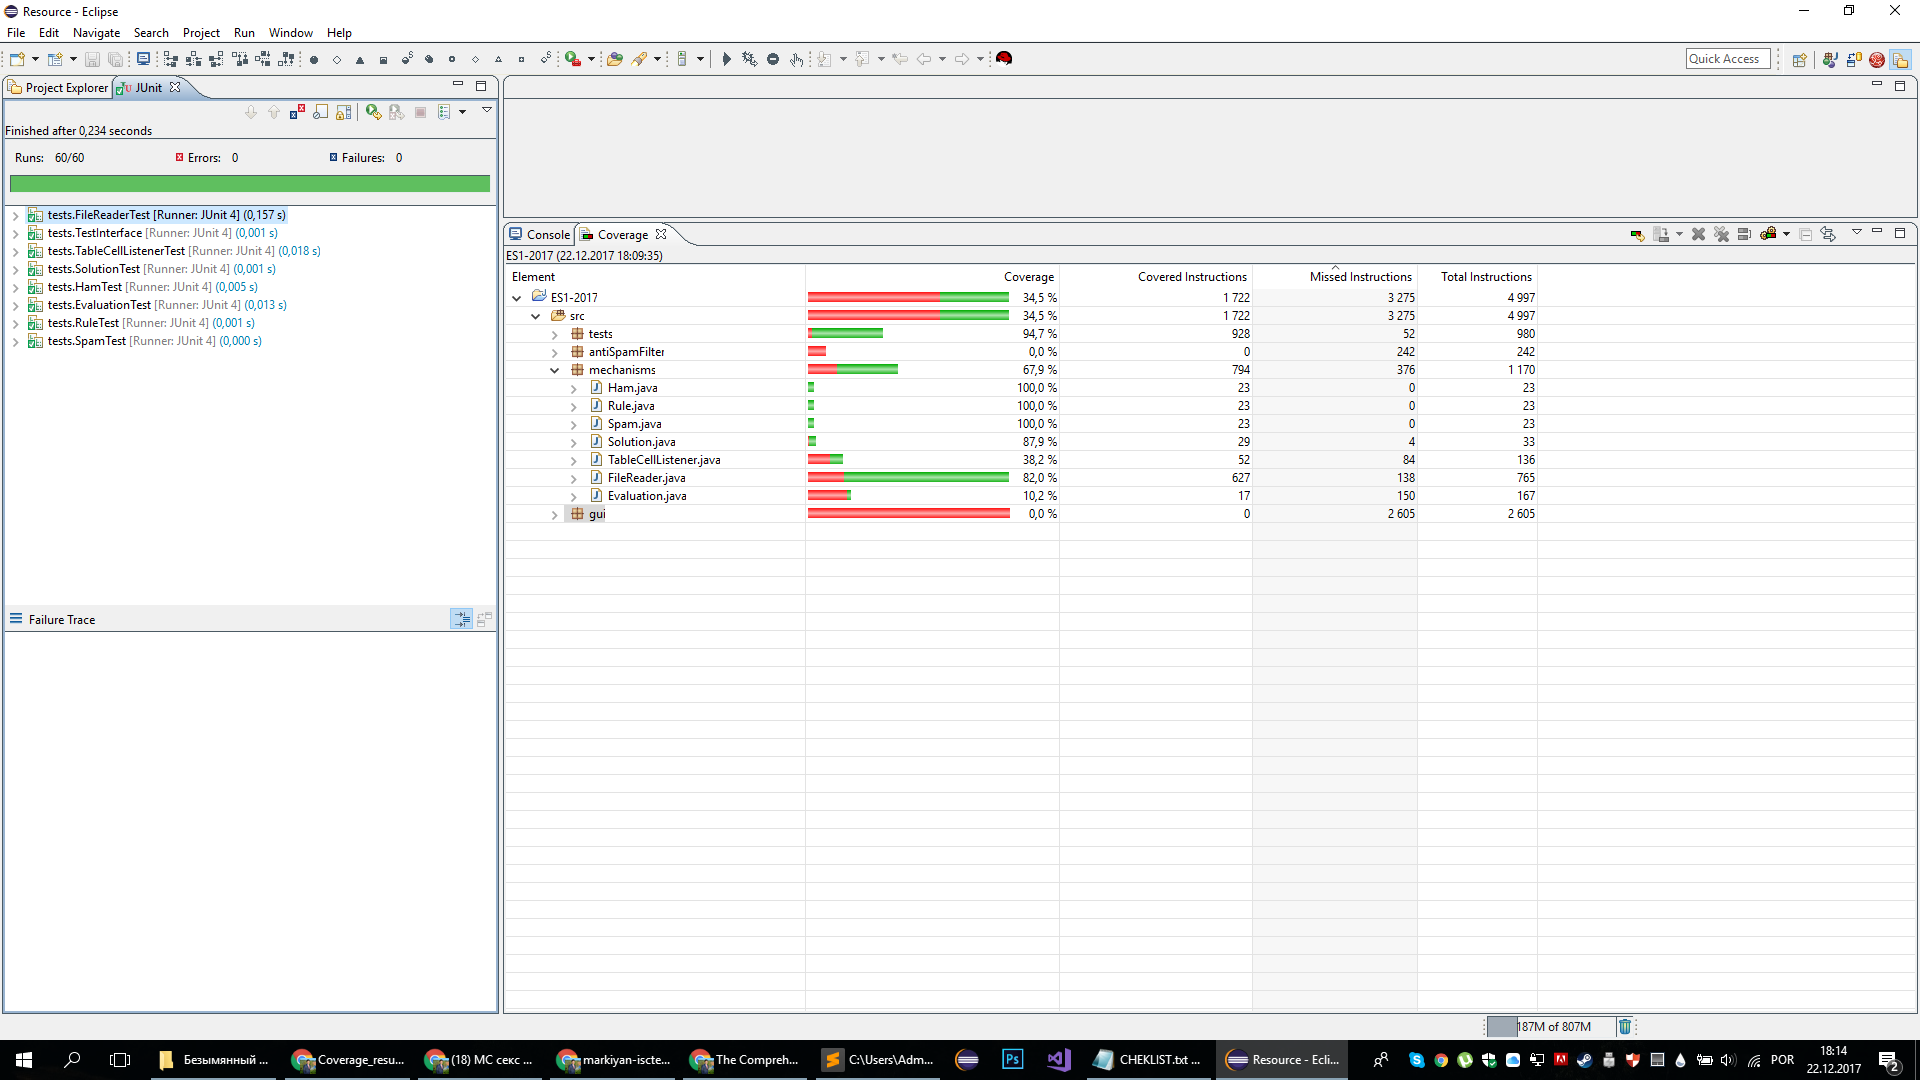 Resource - Eclipse
File Edit Navigate Search Project Run Window Help
Quick Access
Project Explorer JUnit
Finished after 0,234 seconds
Runs: 60/60 Errors: 0 Failures: 0
tests.FileReaderTest [Runner: JUnit 4] (0,157 s)
tests.TestInterface [Runner: JUnit 4] (0,001 s)
tests.TableCellListenerTest [Runner: JUnit 4] (0,018 s)
tests.SolutionTest [Runner: JUnit 4] (0,001 s)
tests.HamTest [Runner: JUnit 4] (0,005 s)
tests.EvaluationTest [Runner: JUnit 4] (0,013 s)
tests.RuleTest [Runner: JUnit 4] (0,001 s)
tests.SpamTest [Runner: JUnit 4] (0,000 s)
Failure Trace
Console Coverage
ES1-2017 (22.12.2017 18:09:35)
Element Coverage Covered Instructions Missed Instructions Total Instructions
ES1-2017 34,5 % 1 722 3 275 4 997
src 34,5 % 1 722 3 275 4 997
tests 94,7 % 928 52 980
antiSpamFilter 0,0 % 0 242 242
mechanisms 67,9 % 794 376 1 170
Ham.java 100,0 % 23 0 23
Rule.java 100,0 % 23 0 23
Spam.java 100,0 % 23 0 23
Solution.java 87,9 % 29 4 33
TableCellListener.java 38,2 % 52 84 136
FileReader.java 82,0 % 627 138 765
Evaluation.java 10,2 % 17 150 167
gui 0,0 % 0 2 605 2 605
187M of 807M
Безымянный ... Coverage_resu... (18) МС секс ... markiyan-iscte... The Compreh... C:\Users\Adm... CHEKLIST.txt ... Resource - Ecli... POR 18:14
22.12.2017 2